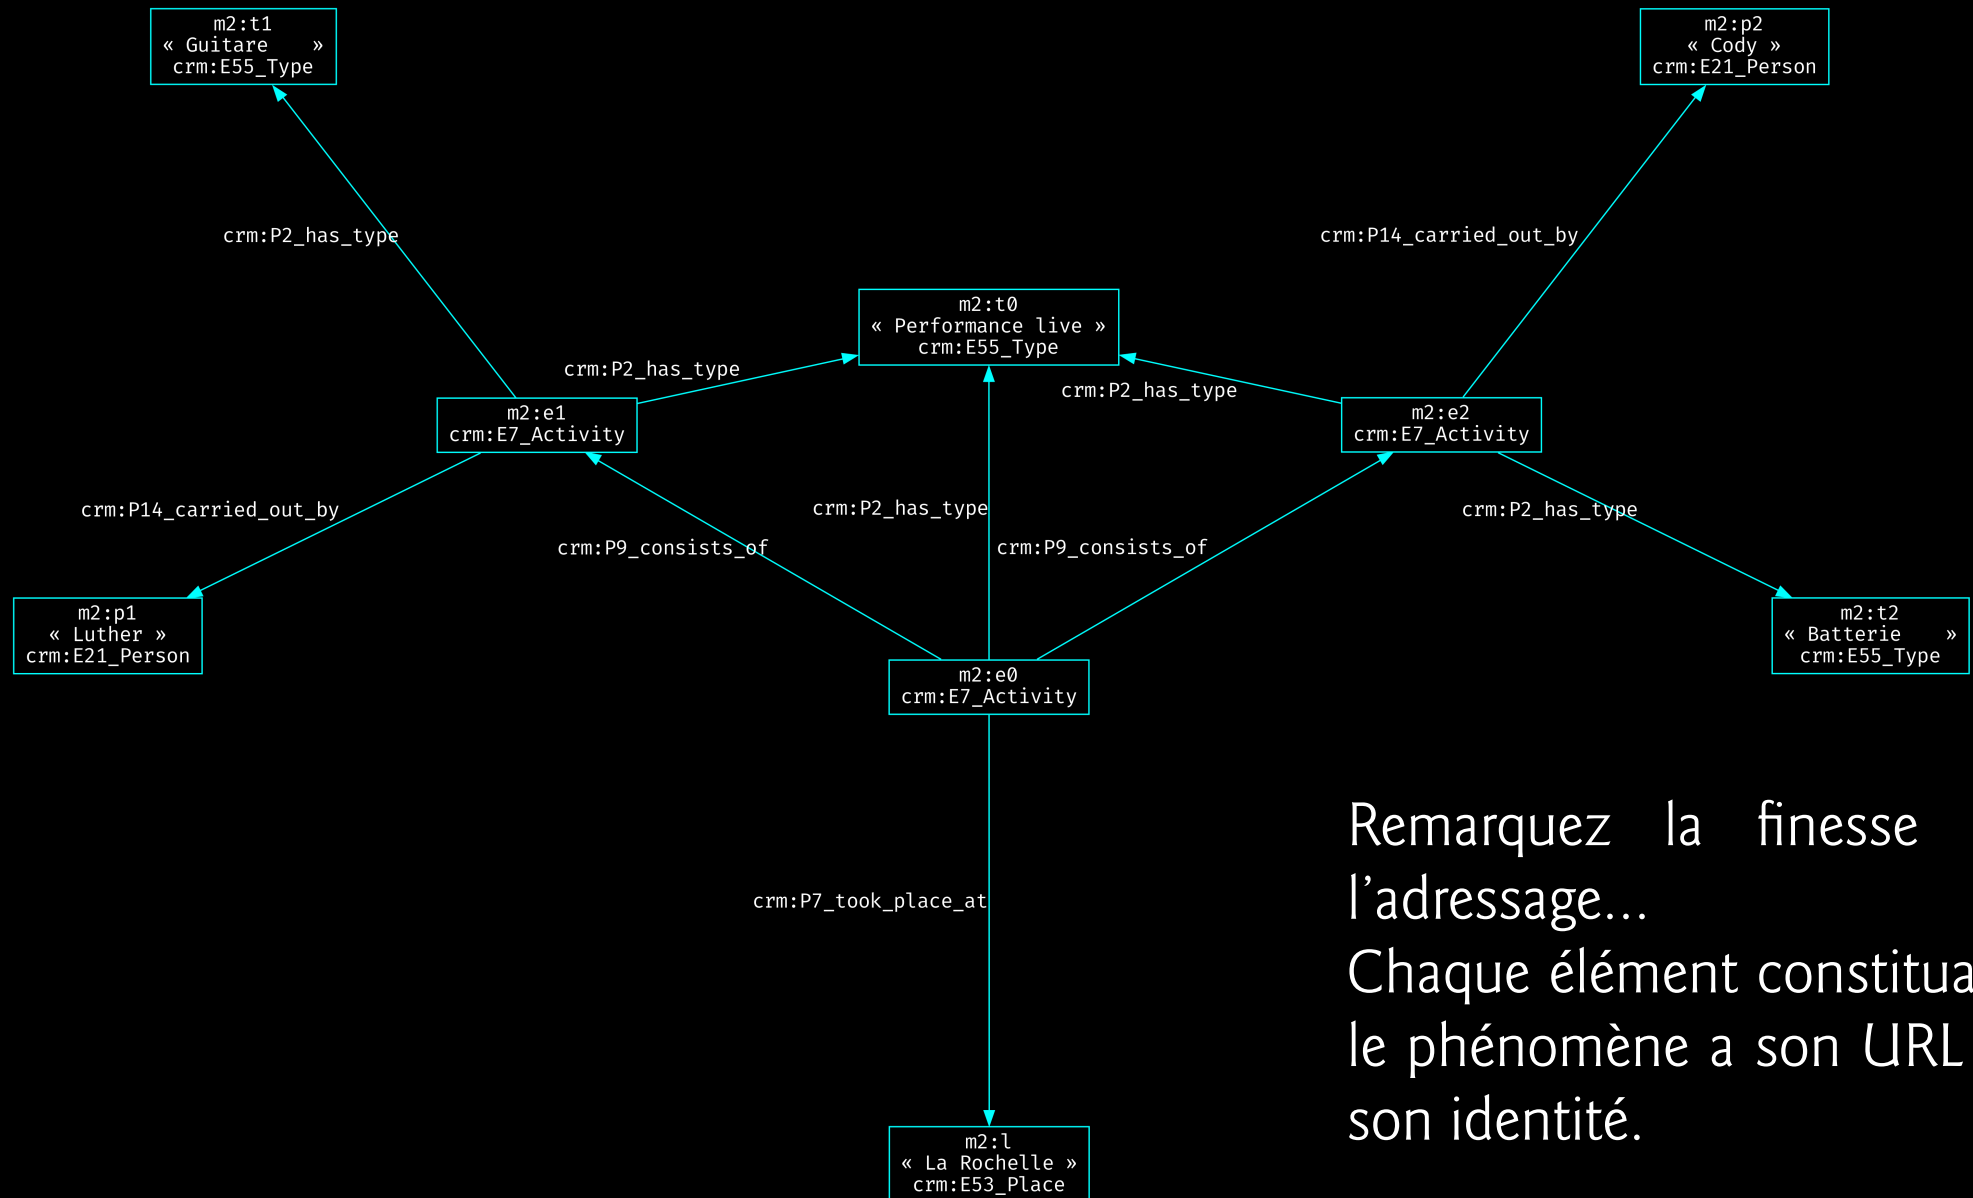 m2:t1
« Guitare    »
crm:E55_Type
m2:p2
« Cody »
crm:E21_Person
crm:P2_has_type
crm:P14_carried_out_by
m2:t0
« Performance live »
crm:E55_Type
crm:P2_has_type
crm:P2_has_type
m2:e1
crm:E7_Activity
m2:e2
crm:E7_Activity
crm:P14_carried_out_by
crm:P2_has_type
crm:P2_has_type
crm:P9_consists_of
crm:P9_consists_of
m2:p1
« Luther »
crm:E21_Person
m2:t2
« Batterie    »
crm:E55_Type
m2:e0
crm:E7_Activity
crm:P7_took_place_at
Remarquez la finesse
l’adressage…
Chaque élément constitua
le phénomène a son URL
son identité.
m2:l
« La Rochelle »
crm:E53_Place